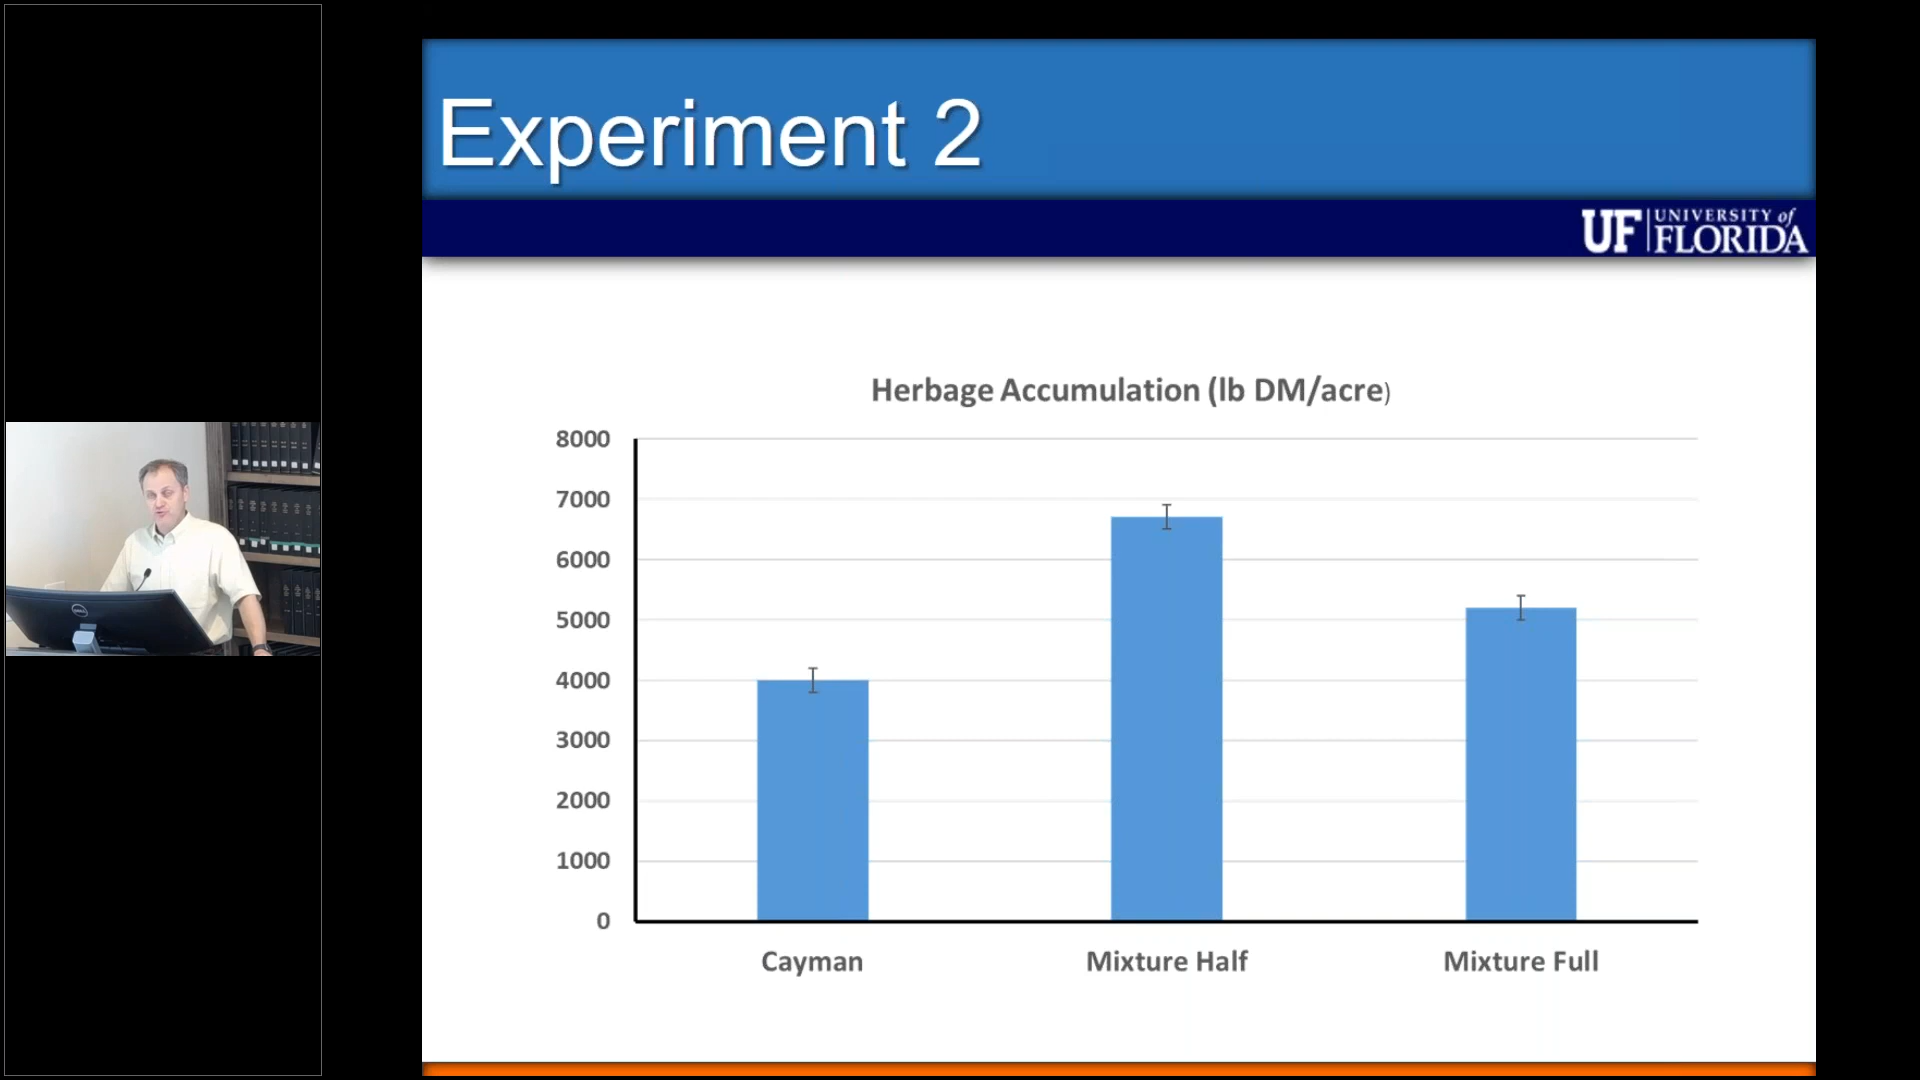 Experiment 2
UF UNIVERSITY of
FLORIDA
Herbage Accumulation (lb DM/acre)
8000
7000
6000
5000
4000
3000
2000
1000
0
Cayman
Mixture Half
Mixture Full
DELL